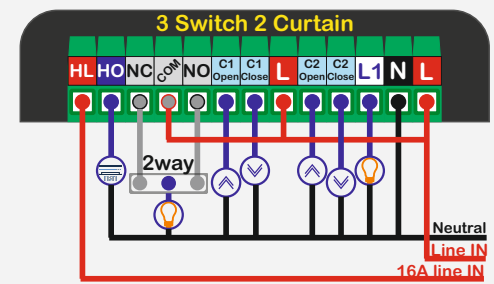 3 Switch 2 Curtain
HL HO NC COM NO C1 Open C1 Close L C2 Open C2 Close L1 N L
2way
Neutral
Line IN
16A line IN